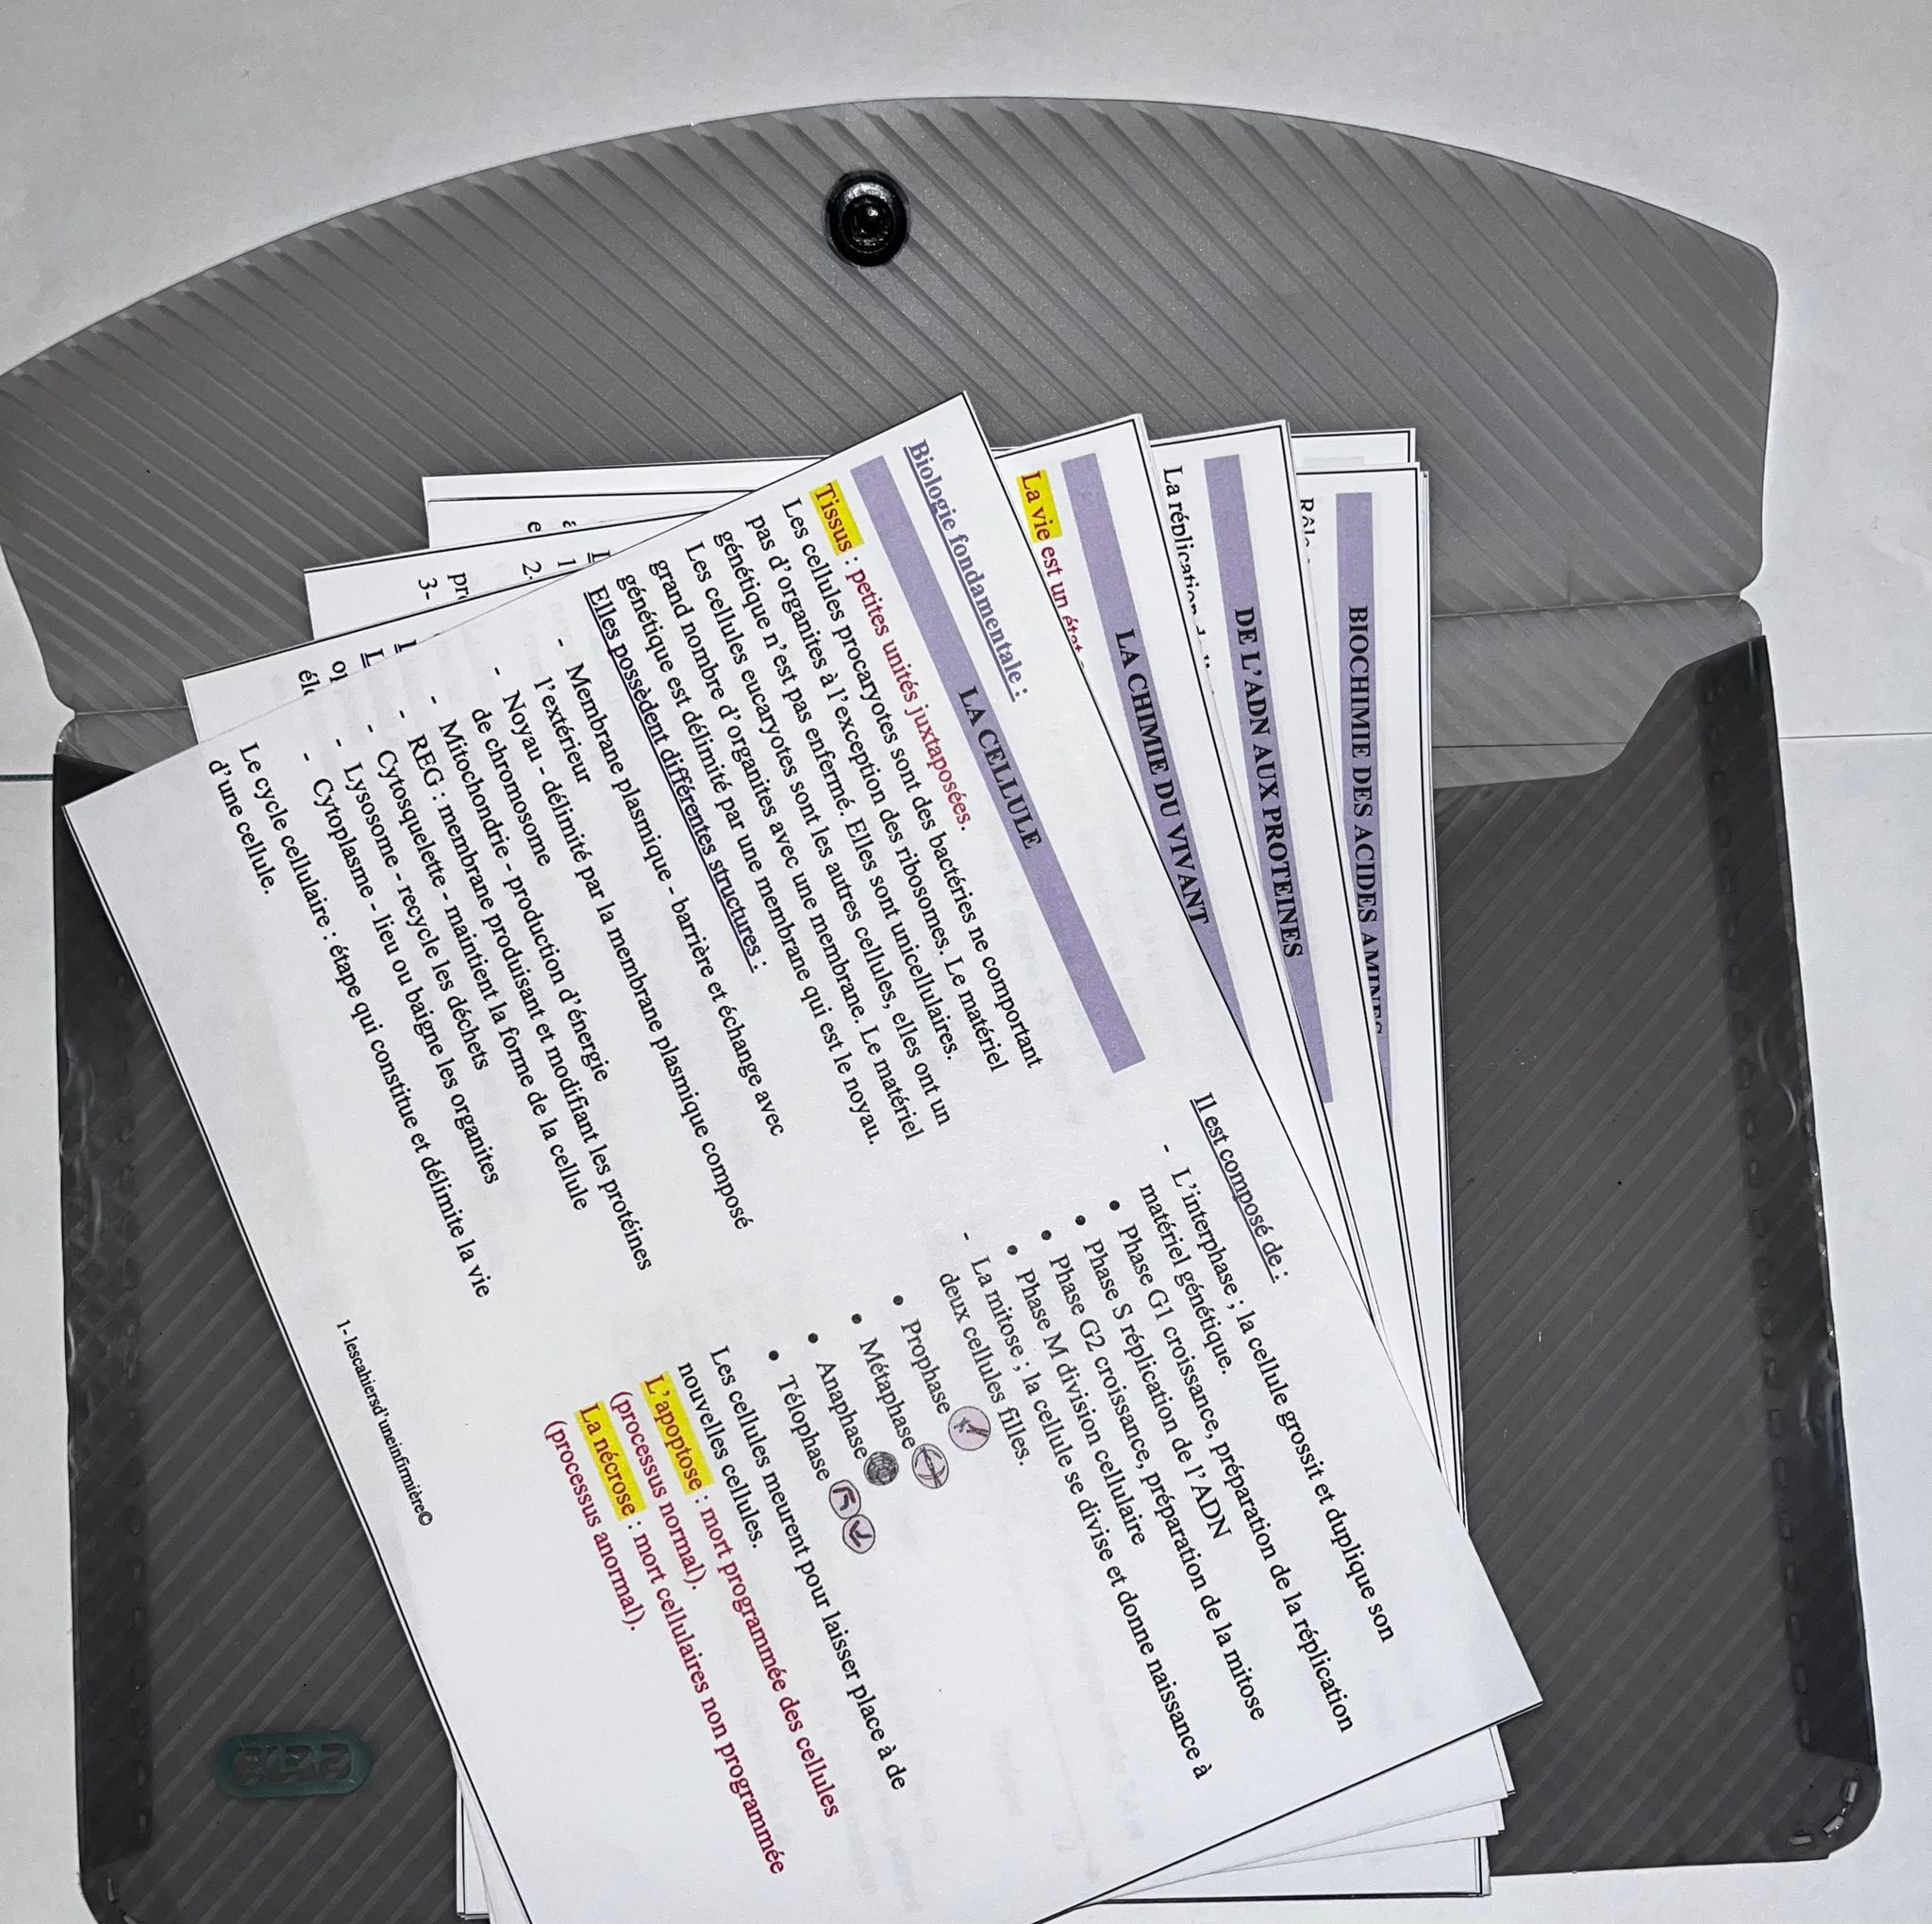 Biologie fondamentale :
LA CELLULE
Tissus : petites unités juxtaposées.
Les cellules procaryotes sont des bactéries ne comportant
pas d'organites à l'exception des ribosomes. Le matériel
génétique n'est pas enfermé. Elles sont unicellulaires.
Les cellules eucaryotes sont les autres cellules, elles ont un
grand nombre d'organites avec une membrane. Le matériel
génétique est délimité par une membrane qui est le noyau.
Elles possèdent différentes structures :
- Membrane plasmique - barrière et échange avec
l'extérieur
- Noyau - délimité par la membrane plasmique composé
de chromosome
- Mitochondrie - production d'énergie
- REG : membrane produisant et modifiant les protéines
- Cytosquelette - maintient la forme de la cellule
- Lysosome - recycle les déchets
- Cytoplasme - lieu ou baigne les organites
Le cycle cellulaire : étape qui constitue et délimite la vie
d'une cellule.
Il est composé de :
- L'interphase ; la cellule grossit et duplique son
matériel génétique.
• Phase G1 croissance, préparation de la réplication
• Phase S réplication de l'ADN
• Phase G2 croissance, préparation de la mitose
• Phase M division cellulaire
- La mitose ; la cellule se divise et donne naissance à
deux cellules filles.
• Prophase
• Métaphase
• Anaphase
• Télophase
Les cellules meurent pour laisser place à de
nouvelles cellules.
L'apoptose : mort programmée des cellules
(processus normal).
La nécrose : mort cellulaires non programmée
(processus anormal).
1- lescahiersd'uneinfirmière©
LA CHIMIE DU VIVANT
La vie est un état
DE L'ADN AUX PROTEINES
La réplication
BIOCHIMIE DES ACIDES AMINES
elba